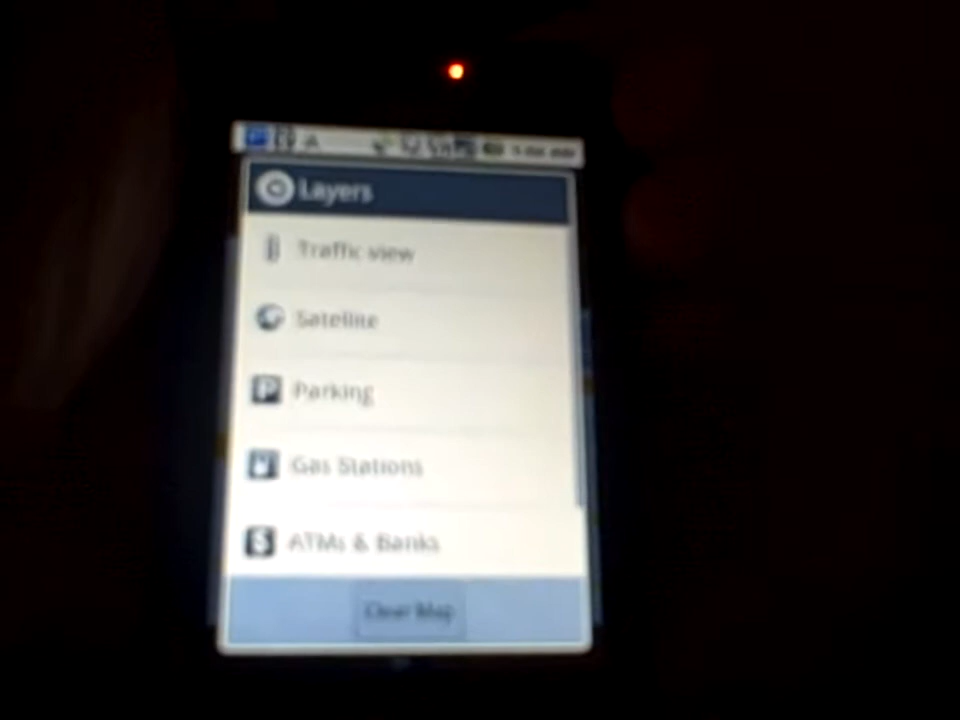 Layers
Traffic view
Satellite
Parking
Gas Stations
ATMs & Banks
Clear Map